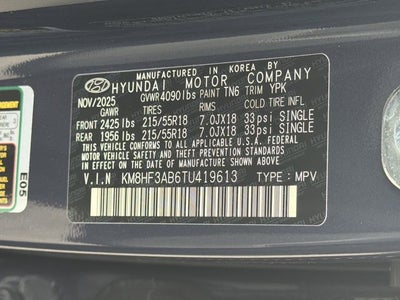 MANUFACTURED IN KOREA BY
HYUNDAI MOTOR COMPANY
NOV/2025 GVWR 4090lbs PAINT TN6 TRIM YPK
GAWR TIRES RIMS COLD TIRE INFL
FRONT 2425 lbs 215/55R18 7.0JX18 33psi SINGLE
REAR 1956 lbs 215/55R18 7.0JX18 33psi SINGLE
THIS VEHICLE CONFORMS TO ALL APPLICABLE U.S.A. FEDERAL
MOTOR VEHICLE SAFETY, BUMPER, AND THEFT PREVENTION
STANDARDS IN EFFECT ON THE DATE OF MANUFACTURE
SHOWN ABOVE.
V.I.N KM8HF3AB6TU419613 TYPE : MPV
E05